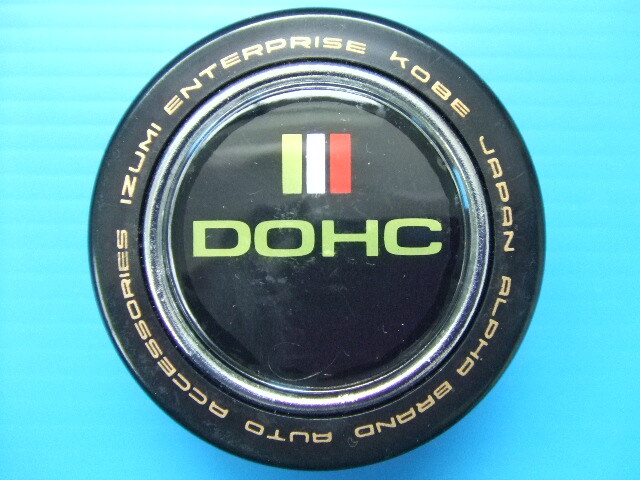 DOHC
IZUMI ENTERPRISE KOBE JAPAN ALPHA BRAND AUTO ACCESSORIES